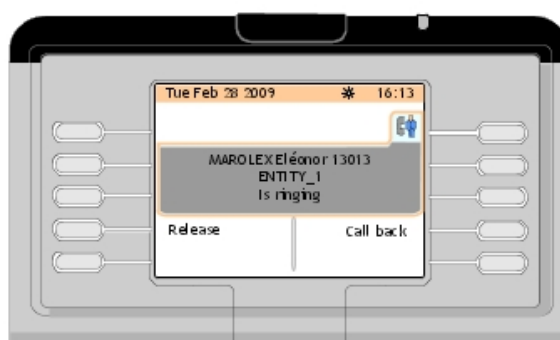 Tue Feb 28 2009 16:13
MAROLEX Eléonor 13013
ENTITY_1
Is ringing
Release Call back